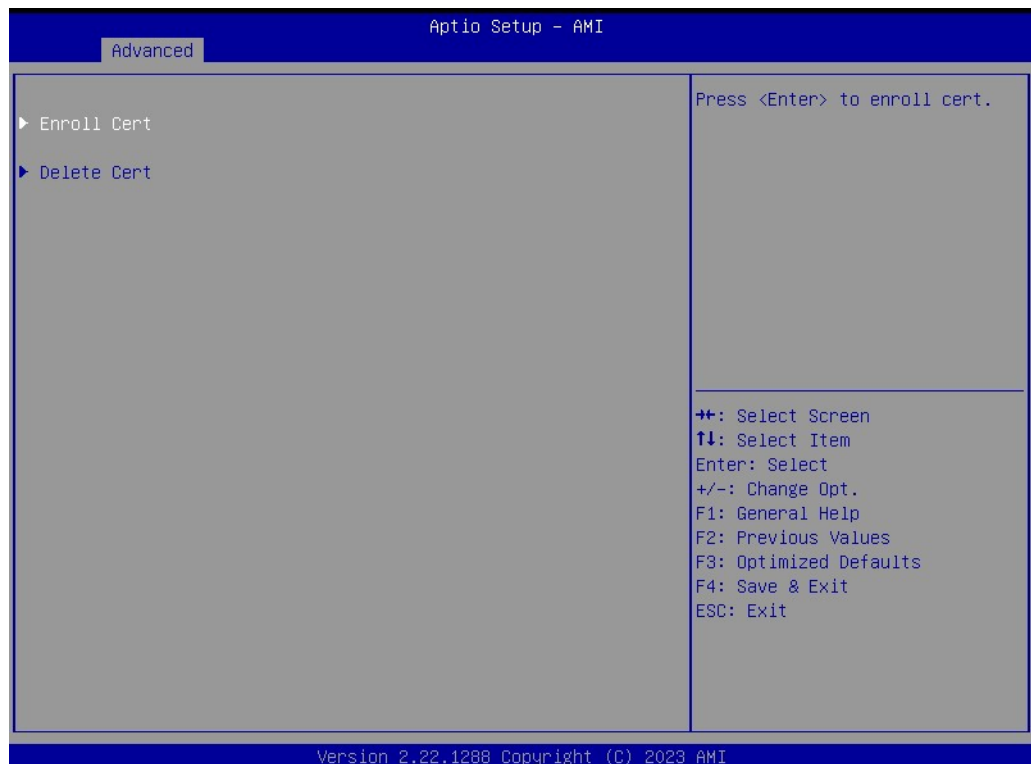 Aptio Setup – AMI
Advanced
▶ Enroll Cert
▶ Delete Cert
Press <Enter> to enroll cert.
→←: Select Screen
↑↓: Select Item
Enter: Select
+/-: Change Opt.
F1: General Help
F2: Previous Values
F3: Optimized Defaults
F4: Save & Exit
ESC: Exit
Version 2.22.1288 Copyright (C) 2023 AMI